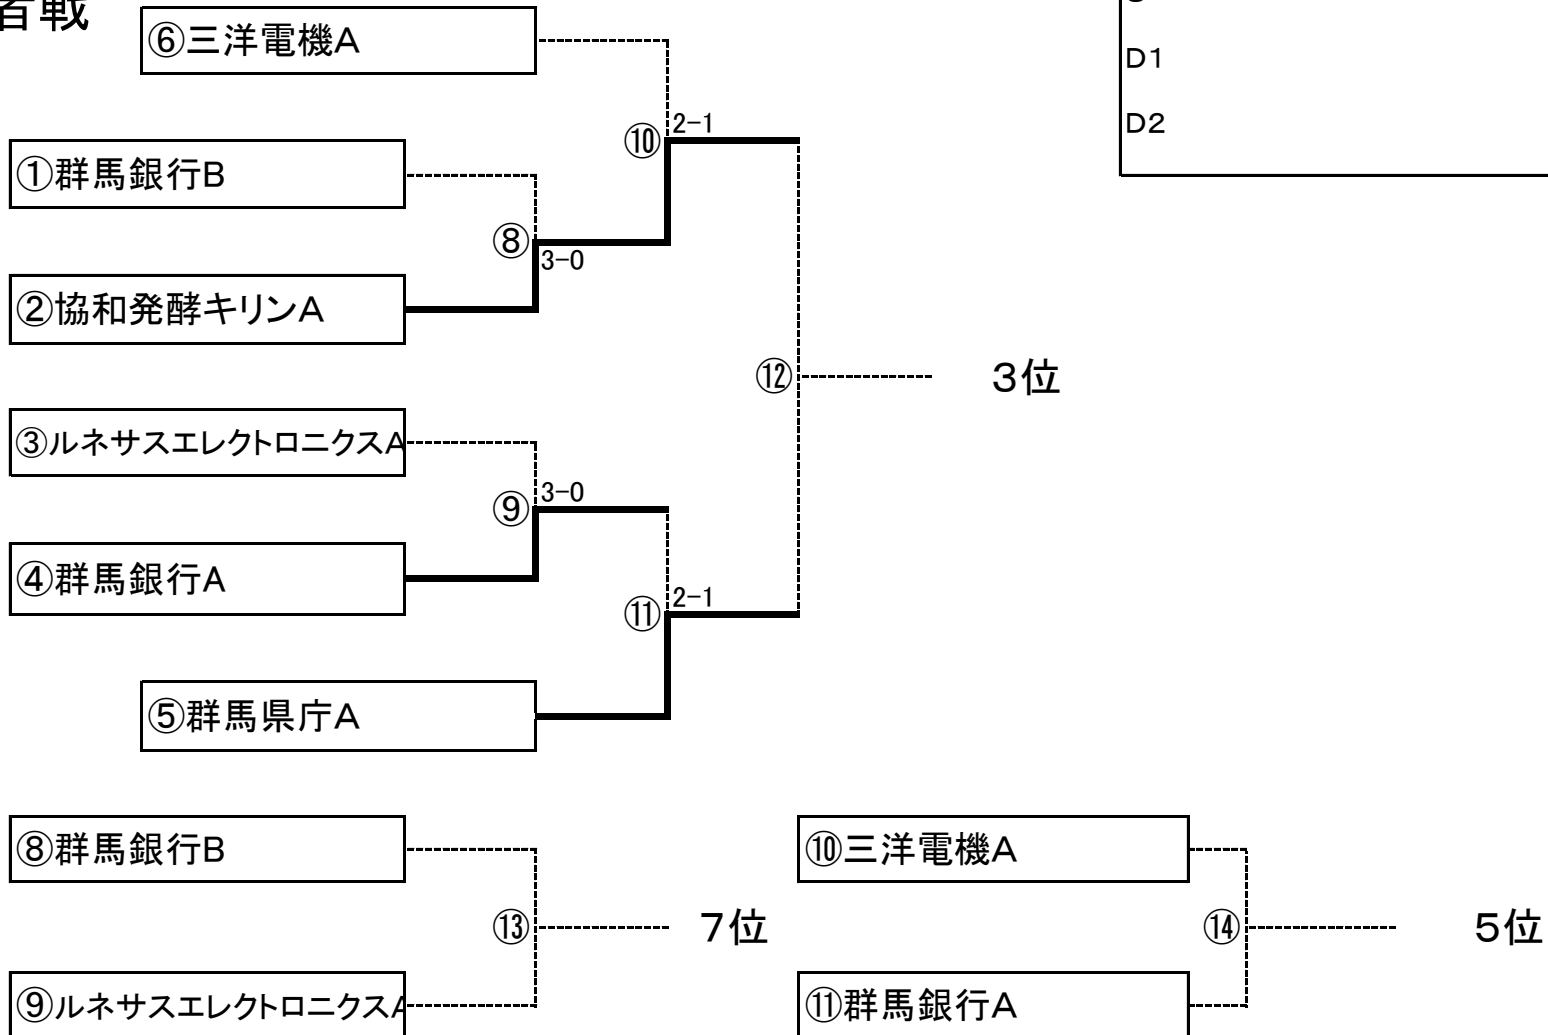 者戦
⑥三洋電機A
D1
D2
⑩
2-1
①群馬銀行B
⑧
3-0
②協和発酵キリンA
⑫
3位
③ルネサスエレクトロニクスA
⑨
3-0
④群馬銀行A
⑪
2-1
⑤群馬県庁A
⑧群馬銀行B
⑩三洋電機A
⑬
7位
⑭
5位
⑨ルネサスエレクトロニクスA
⑪群馬銀行A